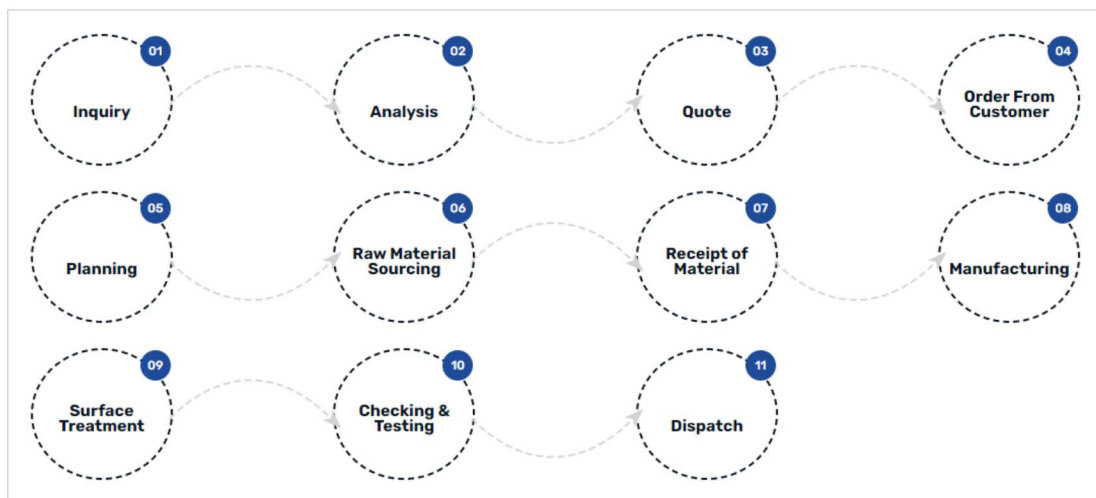 01
Inquiry
02
Analysis
03
Quote
04
Order From
Customer
05
Planning
06
Raw Material
Sourcing
07
Receipt of
Material
08
Manufacturing
09
Surface
Treatment
10
Checking &
Testing
11
Dispatch